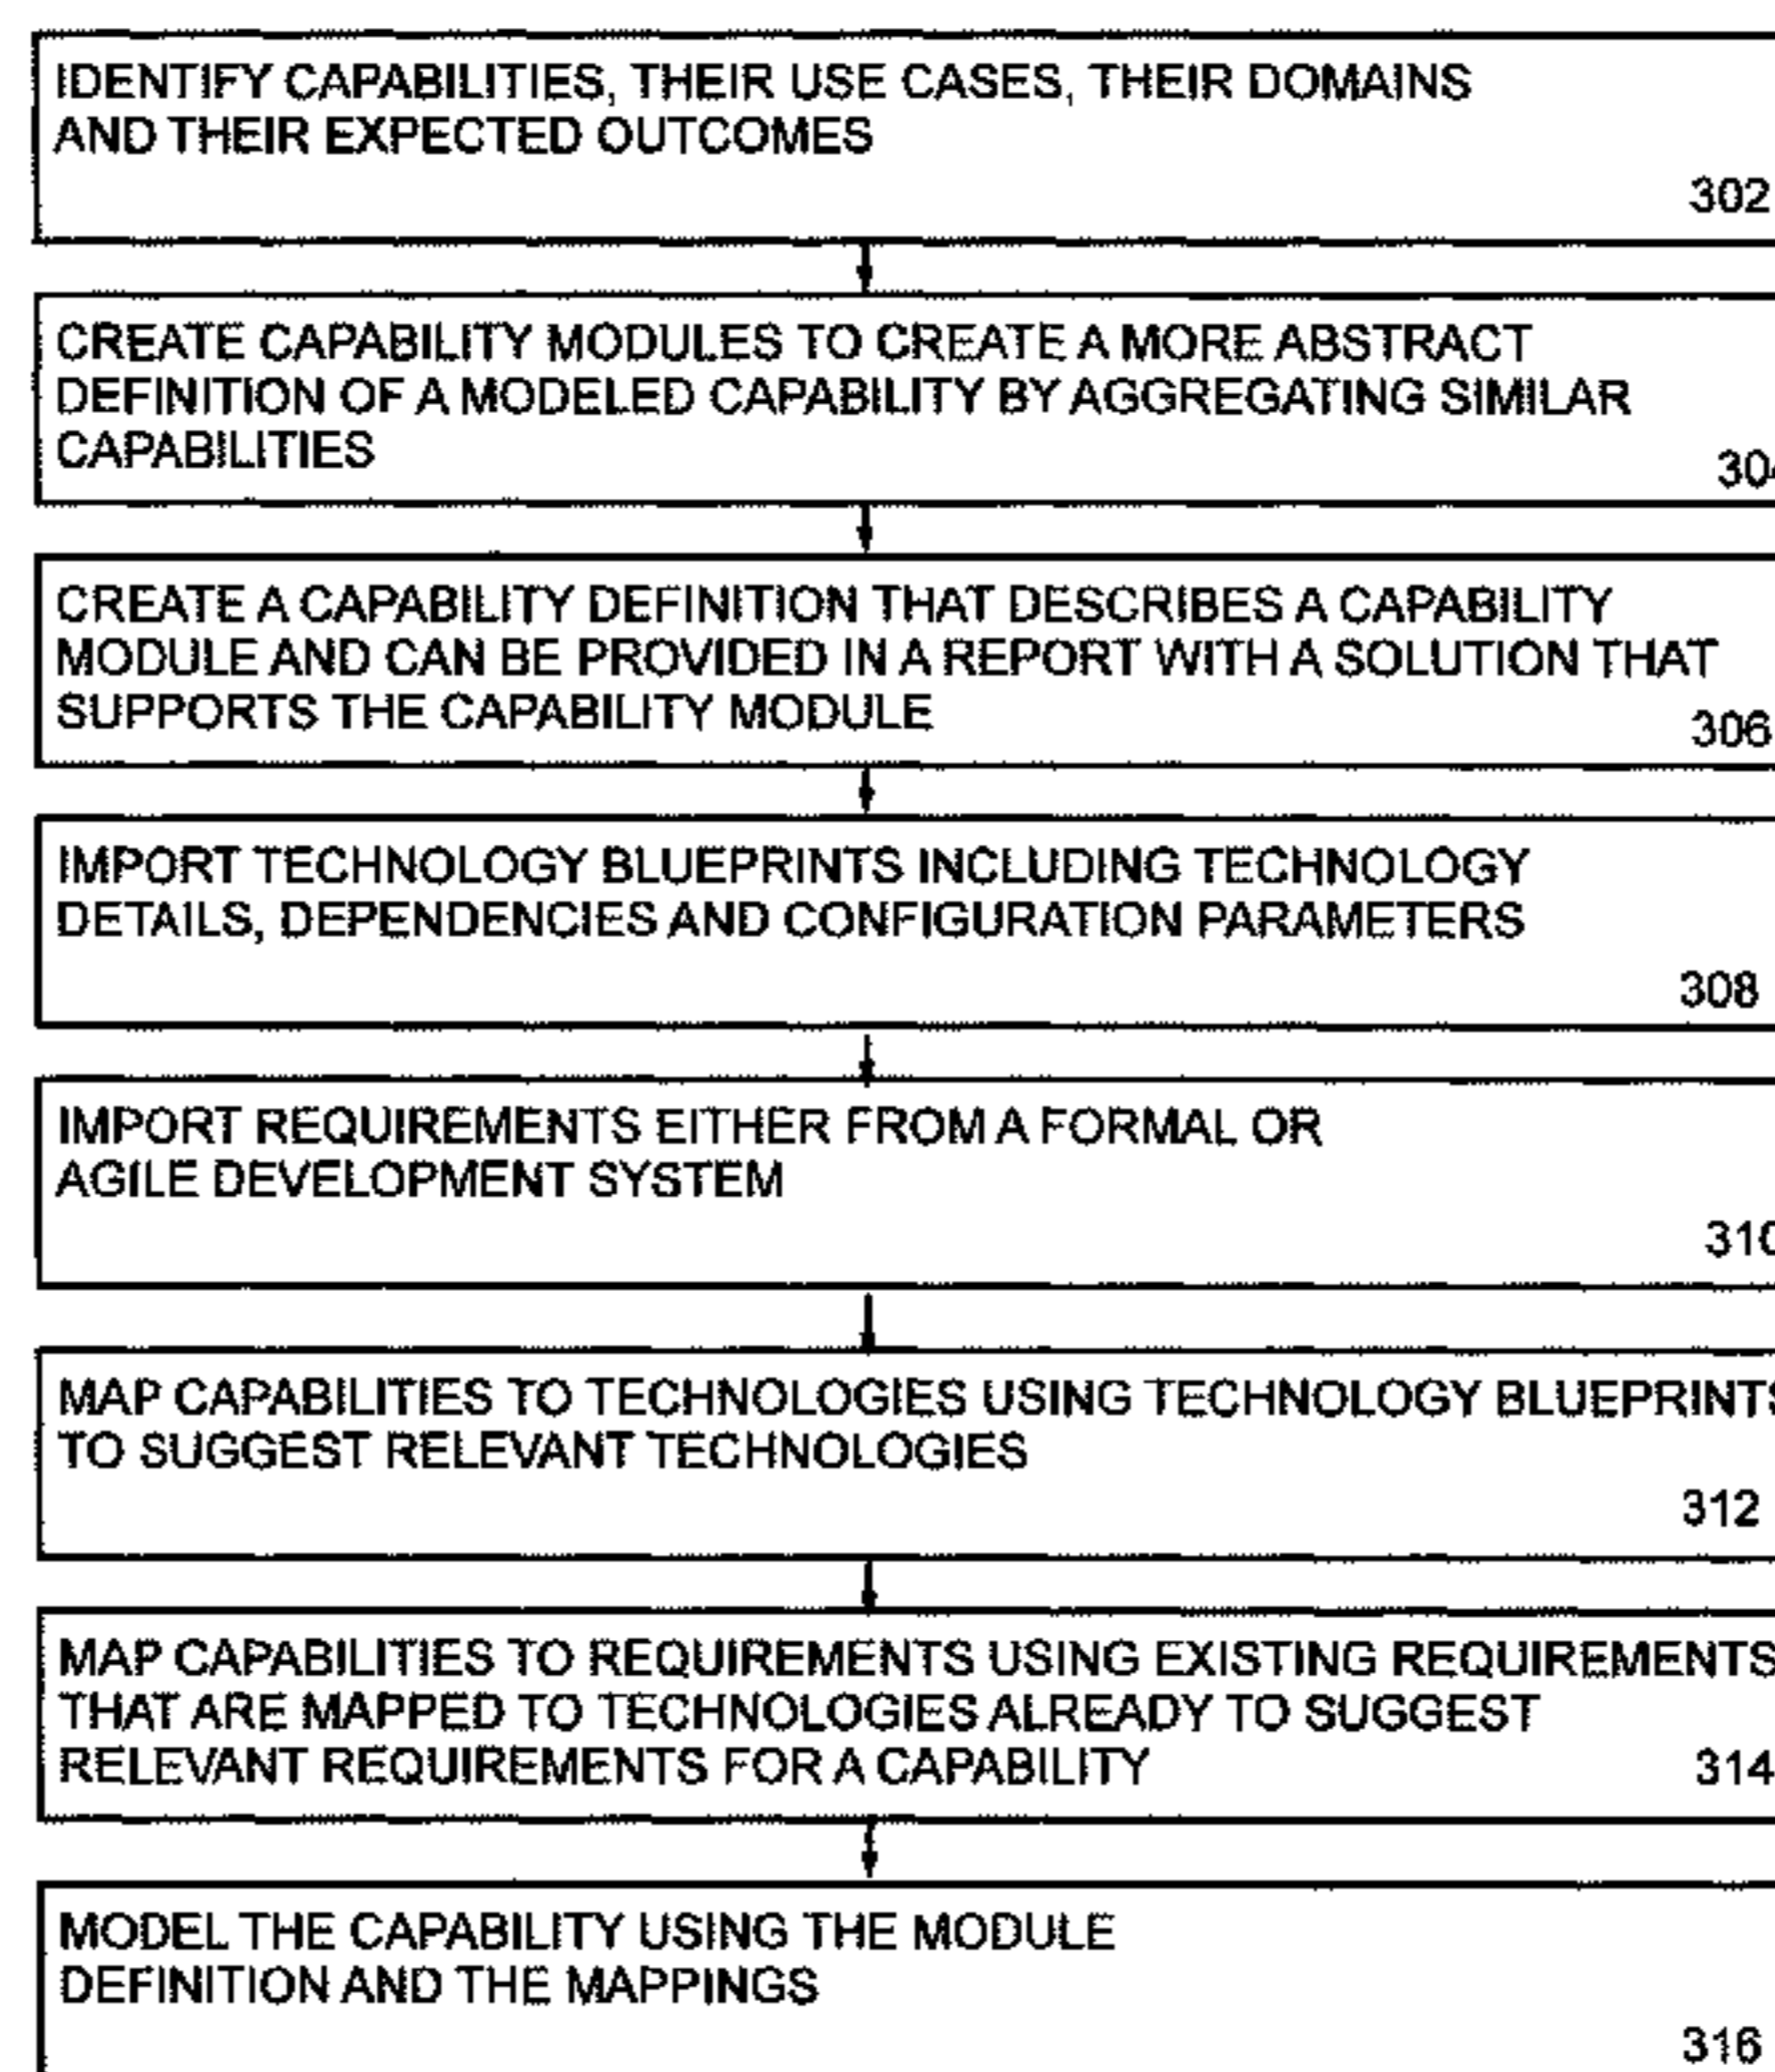 IDENTIFY CAPABILITIES, THEIR USE CASES, THEIR DOMAINS
AND THEIR EXPECTED OUTCOMES
302
CREATE CAPABILITY MODULES TO CREATE A MORE ABSTRACT
DEFINITION OF A MODELED CAPABILITY BY AGGREGATING SIMILAR
CAPABILITIES
304
CREATE A CAPABILITY DEFINITION THAT DESCRIBES A CAPABILITY
MODULE AND CAN BE PROVIDED IN A REPORT WITH A SOLUTION THAT
SUPPORTS THE CAPABILITY MODULE
306
IMPORT TECHNOLOGY BLUEPRINTS INCLUDING TECHNOLOGY
DETAILS, DEPENDENCIES AND CONFIGURATION PARAMETERS
308
IMPORT REQUIREMENTS EITHER FROM A FORMAL OR
AGILE DEVELOPMENT SYSTEM
310
MAP CAPABILITIES TO TECHNOLOGIES USING TECHNOLOGY BLUEPRINTS
TO SUGGEST RELEVANT TECHNOLOGIES
312
MAP CAPABILITIES TO REQUIREMENTS USING EXISTING REQUIREMENTS
THAT ARE MAPPED TO TECHNOLOGIES ALREADY TO SUGGEST
RELEVANT REQUIREMENTS FOR A CAPABILITY
314
MODEL THE CAPABILITY USING THE MODULE
DEFINITION AND THE MAPPINGS
316